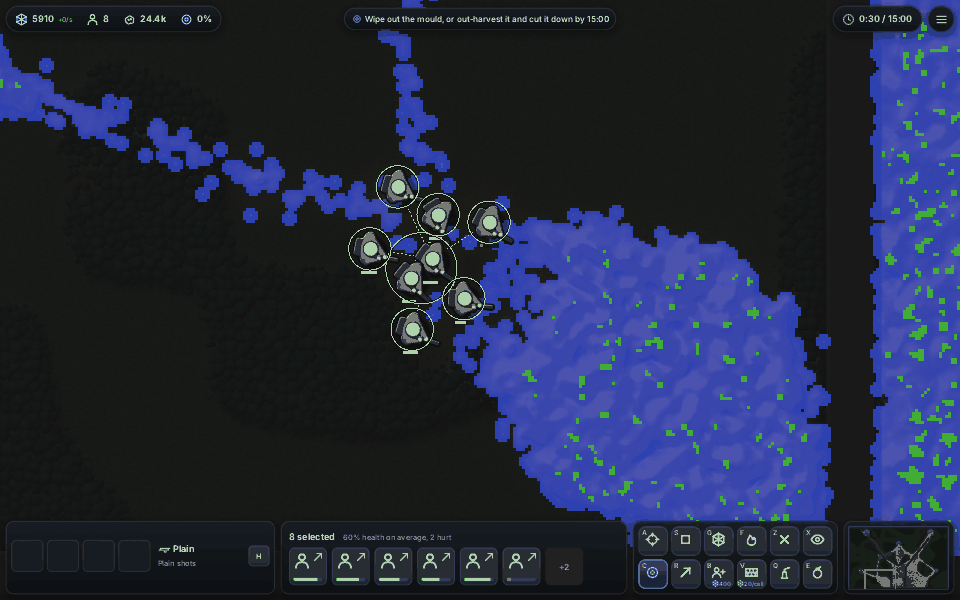 5910 +0/s 8 24.4k 0%
Wipe out the mould, or out-harvest it and cut it down by 15:00
0:30 / 15:00
Plain
Plain shots
H
8 selected 60% health on average, 2 hurt
+2
A S G F Z X
C R B V Q E
400 20/cell